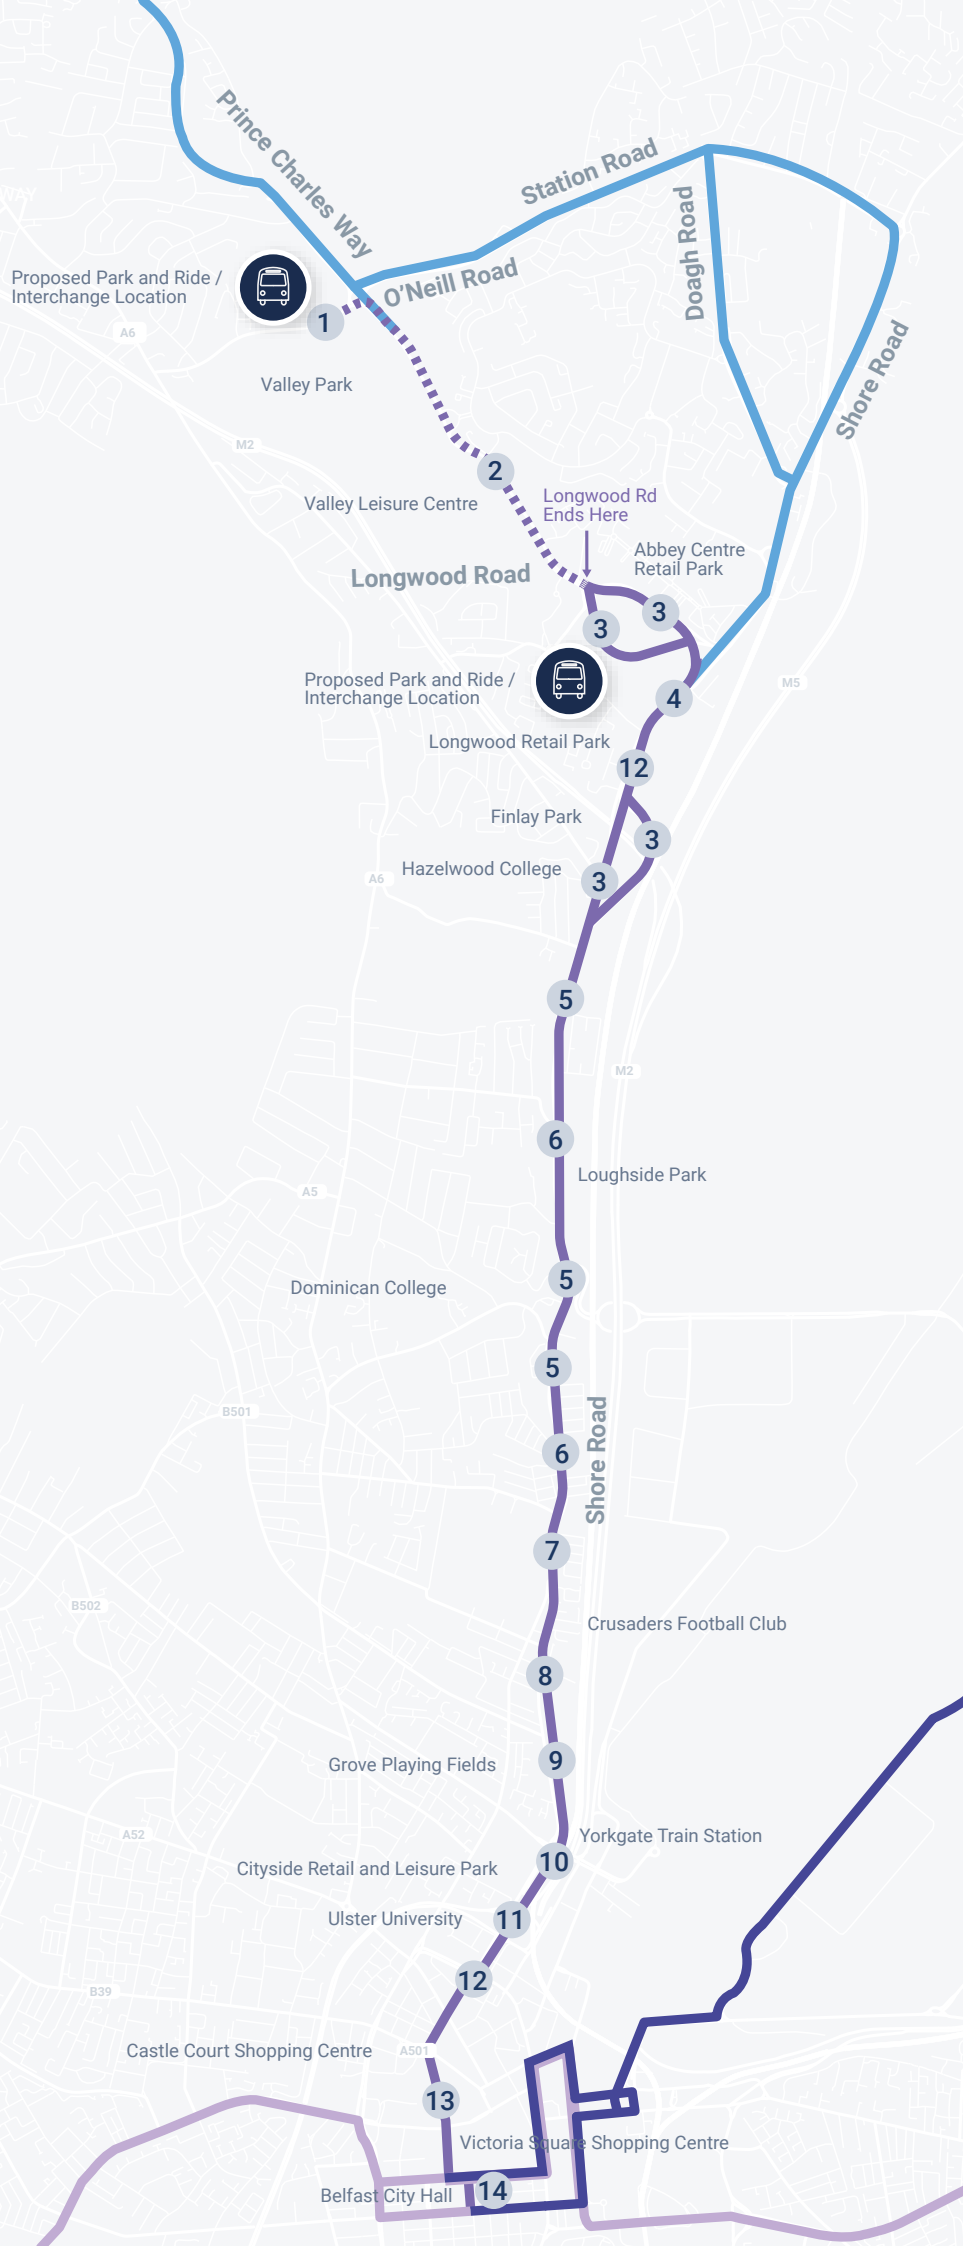 Prince Charles Way
Station Road
WAY
Doagh Road
Proposed Park and Ride /
Interchange Location
O'Neill Road
1
A6
Shore Road
Valley Park
M2
2
Valley Leisure Centre
Longwood Rd
Ends Here
Abbey Centre
Retail Park
Longwood Road
3
3
Proposed Park and Ride /
Interchange Location
M5
4
Longwood Retail Park
12
Finlay Park
3
Hazelwood College
3
A6
5
M2
6
Loughside Park
A5
5
Dominican College
5
B501
6
Shore Road
7
B502
Crusaders Football Club
8
9
Grove Playing Fields
A52
Yorkgate Train Station
10
Cityside Retail and Leisure Park
11
Ulster University
12
B39
Castle Court Shopping Centre
A501
13
Victoria Square Shopping Centre
14
Belfast City Hall